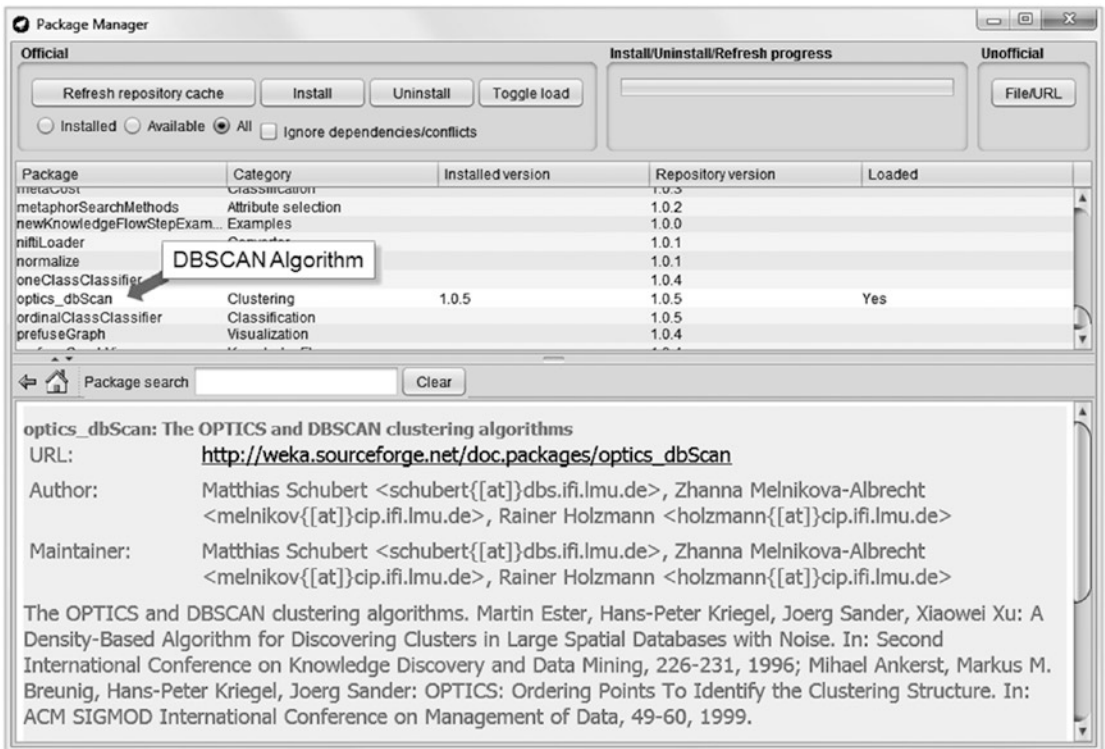 Package Manager
Official
Install/Uninstall/Refresh progress
Unofficial
Refresh repository cache
Install
Uninstall
Toggle load
File/URL
Installed
Available
All
Ignore dependencies/conflicts
Package Category Installed version Repository version Loaded
metaCost Classification 1.0.3
metaphorSearchMethods Attribute selection 1.0.2
newKnowledgeFlowStepExam... Examples 1.0.0
niftiLoader 1.0.1
normalize 1.0.1
DBSCAN Algorithm
oneClassClassifier 1.0.4
optics_dbScan Clustering 1.0.5 1.0.5 Yes
ordinalClassClassifier Classification 1.0.5
prefuseGraph Visualization 1.0.4
Package search
Clear
optics_dbScan: The OPTICS and DBSCAN clustering algorithms
URL: http://weka.sourceforge.net/doc.packages/optics_dbScan
Author: Matthias Schubert <schubert{[at]}dbs.ifi.lmu.de>, Zhanna Melnikova-Albrecht
<melnikov{[at]}cip.ifi.lmu.de>, Rainer Holzmann <holzmann{[at]}cip.ifi.lmu.de>
Maintainer: Matthias Schubert <schubert{[at]}dbs.ifi.lmu.de>, Zhanna Melnikova-Albrecht
<melnikov{[at]}cip.ifi.lmu.de>, Rainer Holzmann <holzmann{[at]}cip.ifi.lmu.de>
The OPTICS and DBSCAN clustering algorithms. Martin Ester, Hans-Peter Kriegel, Joerg Sander, Xiaowei Xu: A
Density-Based Algorithm for Discovering Clusters in Large Spatial Databases with Noise. In: Second
International Conference on Knowledge Discovery and Data Mining, 226-231, 1996; Mihael Ankerst, Markus M.
Breunig, Hans-Peter Kriegel, Joerg Sander: OPTICS: Ordering Points To Identify the Clustering Structure. In:
ACM SIGMOD International Conference on Management of Data, 49-60, 1999.